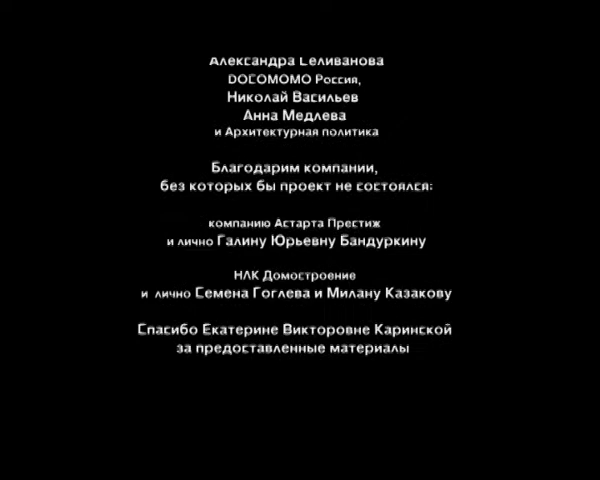 Александра Селиванова
DOCOMOMO Россия,
Николай Васильев
Анна Медлева
и Архитектурная политика
Благодарим компании,
без которых бы проект не состоялся:
компанию Астарта Престиж
и лично Галину Юрьевну Бандуркину
НЛК Домостроение
и лично Семена Гоглева и Милану Казакову
Спасибо Екатерине Викторовне Каринской
за предоставленные материалы